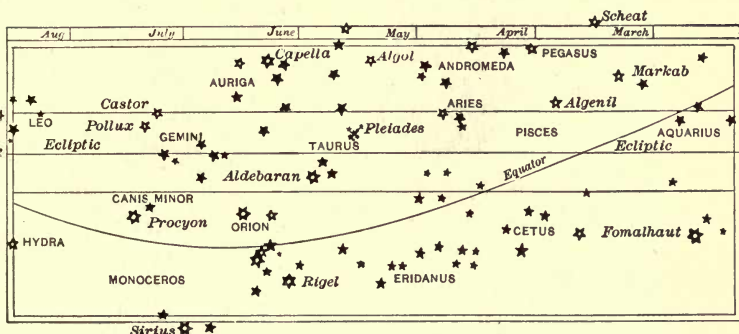 Scheat
Aug July June May April March
Capella Algol ANDROMEDA PEGASUS
AURIGA Markab
Castor ARIES Algenil
LEO
Pollux GEMINI Pleiades PISCES AQUARIUS
Ecliptic TAURUS Ecliptic
Aldebaran Equator
CANIS MINOR
Procyon ORION CETUS Fomalhaut
HYDRA
MONOCEROS Rigel ERIDANUS
Sirius